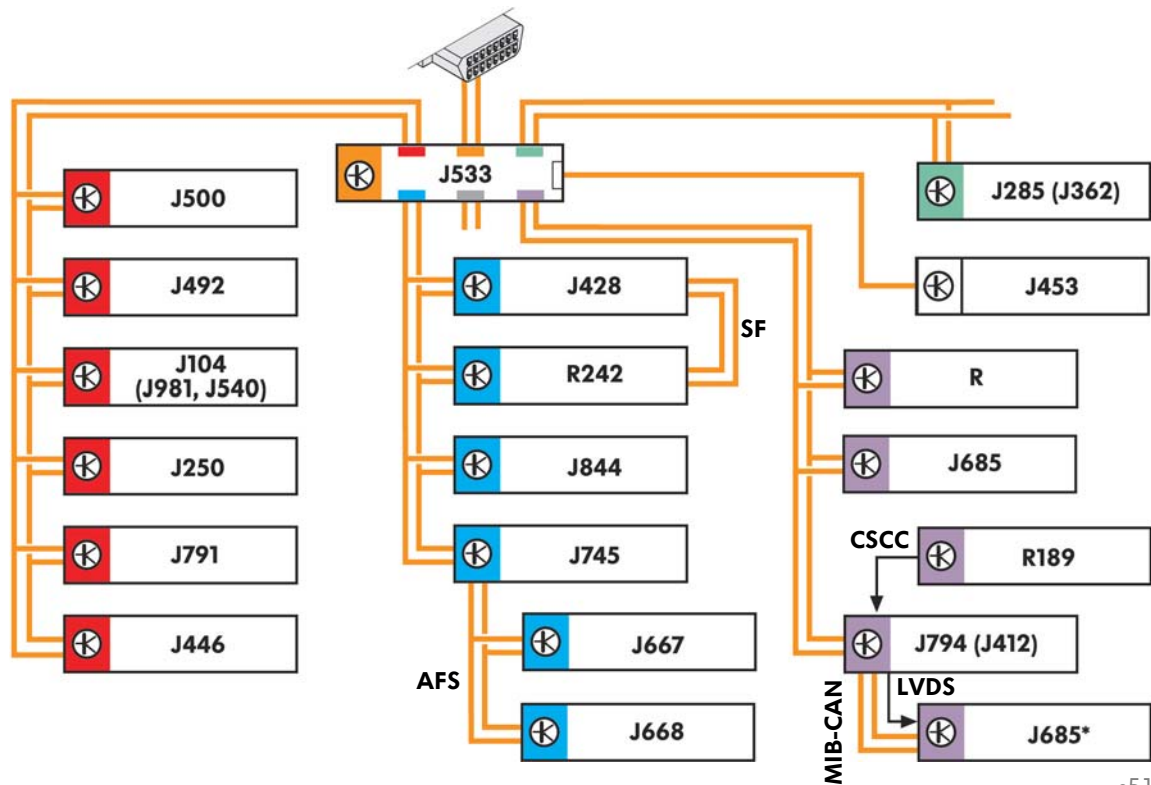 J533
J500
J492
J104
(J981, J540)
J250
J791
J446
J428
SF
R242
J844
J745
AFS
J667
J668
J285 (J362)
J453
R
J685
CSCC
R189
J794 (J412)
MIB-CAN
LVDS
J685*